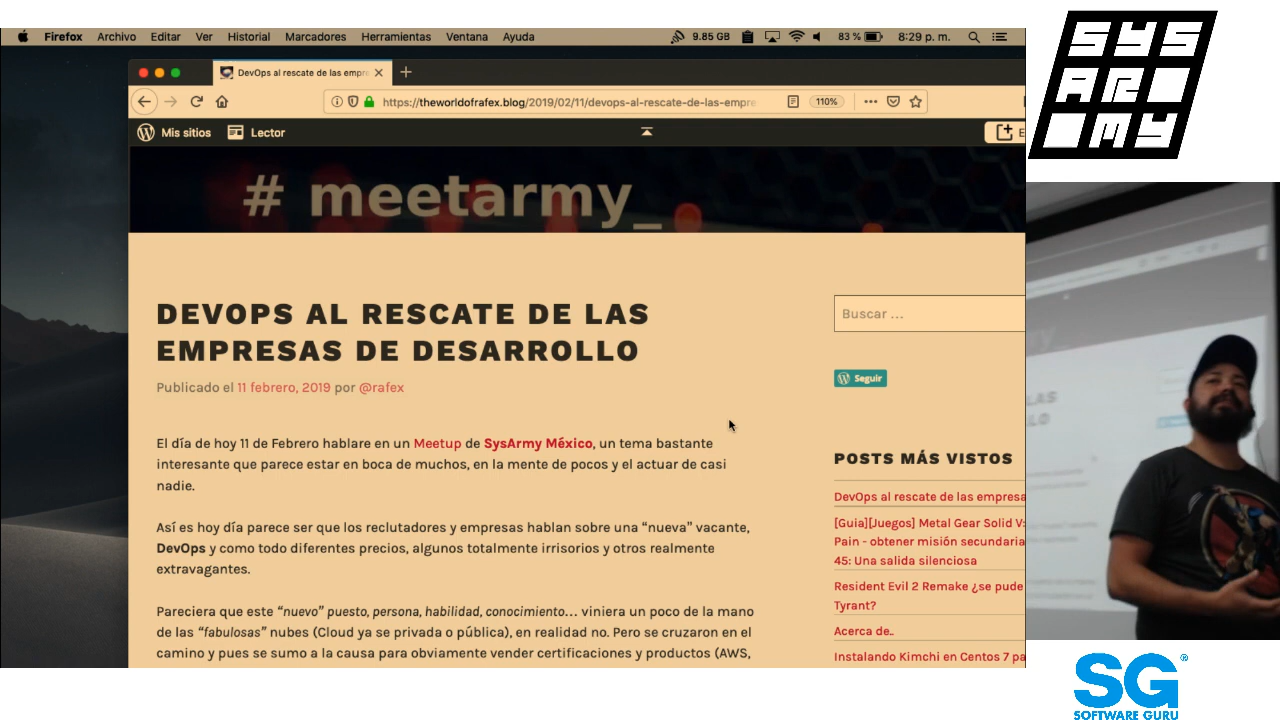 Firefox Archivo Editar Ver Historial Marcadores Herramientas Ventana Ayuda 9.85 GB 83 % 8:29 p. m.
DevOps al rescate de las empr
https://theworldofrafex.blog/2019/02/11/devops-al-rescate-de-las-empre 110%
Mis sitios Lector E
# meetarmy_
DEVOPS AL RESCATE DE LAS
EMPRESAS DE DESARROLLO
Publicado el 11 febrero, 2019 por @rafex
El día de hoy 11 de Febrero hablare en un Meetup de SysArmy México, un tema bastante
interesante que parece estar en boca de muchos, en la mente de pocos y el actuar de casi
nadie.
Así es hoy día parece ser que los reclutadores y empresas hablan sobre una “nueva” vacante,
DevOps y como todo diferentes precios, algunos totalmente irrisorios y otros realmente
extravagantes.
Pareciera que este “nuevo” puesto, persona, habilidad, conocimiento… viniera un poco de la mano
de las “fabulosas” nubes (Cloud ya se privada o pública), en realidad no. Pero se cruzaron en el
camino y pues se sumo a la causa para obviamente vender certificaciones y productos (AWS,
Buscar …
Seguir
POSTS MÁS VISTOS
DevOps al rescate de las empresa
[Guia][Juegos] Metal Gear Solid V:
Pain - obtener misión secundaria
45: Una salida silenciosa
Resident Evil 2 Remake ¿se pude
Tyrant?
Acerca de..
Instalando Kimchi en Centos 7 pa
SYS
AR
MY
SG®
SOFTWARE GURU